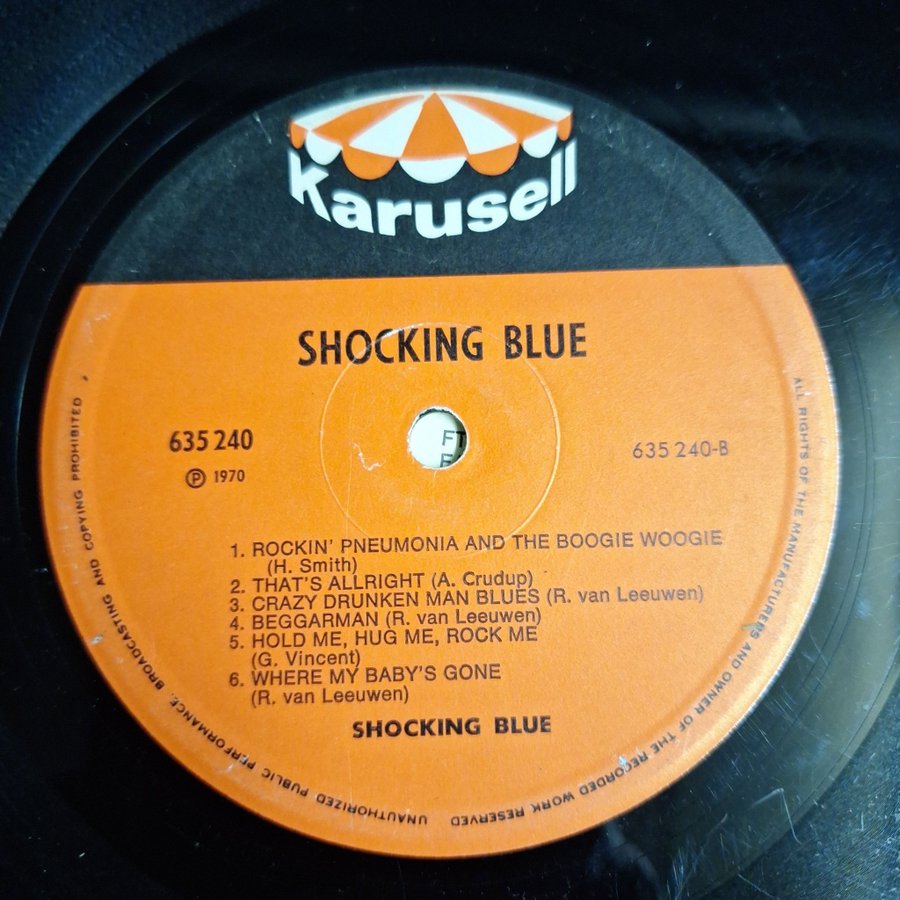 Karusell
SHOCKING BLUE
635 240
635 240-B
℗ 1970
FT
1. ROCKIN' PNEUMONIA AND THE BOOGIE WOOGIE
(H. Smith)
2. THAT'S ALLRIGHT (A. Crudup)
3. CRAZY DRUNKEN MAN BLUES (R. van Leeuwen)
4. BEGGARMAN (R. van Leeuwen)
5. HOLD ME, HUG ME, ROCK ME
(G. Vincent)
6. WHERE MY BABY'S GONE
(R. van Leeuwen)
SHOCKING BLUE
ALL RIGHTS OF THE MANUFACTURERS AND OWNER OF THE RECORDED WORK RESERVED
UNAUTHORIZED PUBLIC PERFORMANCE, BROADCASTING AND COPYING PROHIBITED